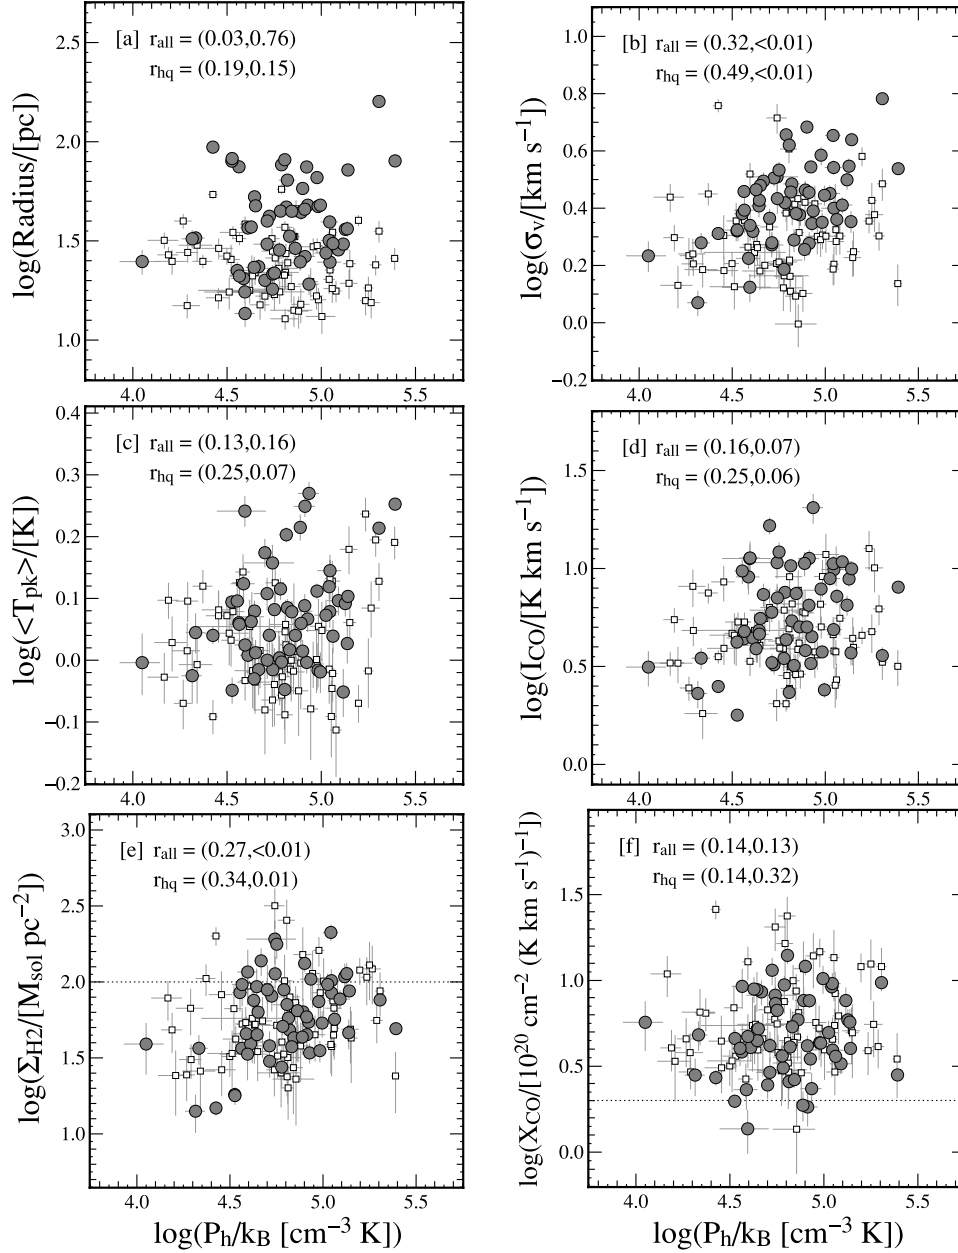 [a] r_all = (0.03,0.76)
r_hq = (0.19,0.15)
log(Radius/[pc])
2.5
2.0
1.5
1.0
4.0 4.5 5.0 5.5
[b] r_all = (0.32,<0.01)
r_hq = (0.49,<0.01)
log(σ_v/[km s⁻¹])
1.0
0.8
0.6
0.4
0.2
0.0
−0.2
4.0 4.5 5.0 5.5
[c] r_all = (0.13,0.16)
r_hq = (0.25,0.07)
log(<T_pk>/[K])
0.4
0.3
0.2
0.1
0.0
−0.1
−0.2
4.0 4.5 5.0 5.5
[d] r_all = (0.16,0.07)
r_hq = (0.25,0.06)
log(I_CO/[K km s⁻¹])
1.5
1.0
0.5
0.0
4.0 4.5 5.0 5.5
[e] r_all = (0.27,<0.01)
r_hq = (0.34,0.01)
log(Σ_H2/[M_sol pc⁻²])
3.0
2.5
2.0
1.5
1.0
4.0 4.5 5.0 5.5
log(P_h/k_B [cm⁻³ K])
[f] r_all = (0.14,0.13)
r_hq = (0.14,0.32)
log(X_CO/[10²⁰ cm⁻² (K km s⁻¹)⁻¹])
1.5
1.0
0.5
0.0
4.0 4.5 5.0 5.5
log(P_h/k_B [cm⁻³ K])